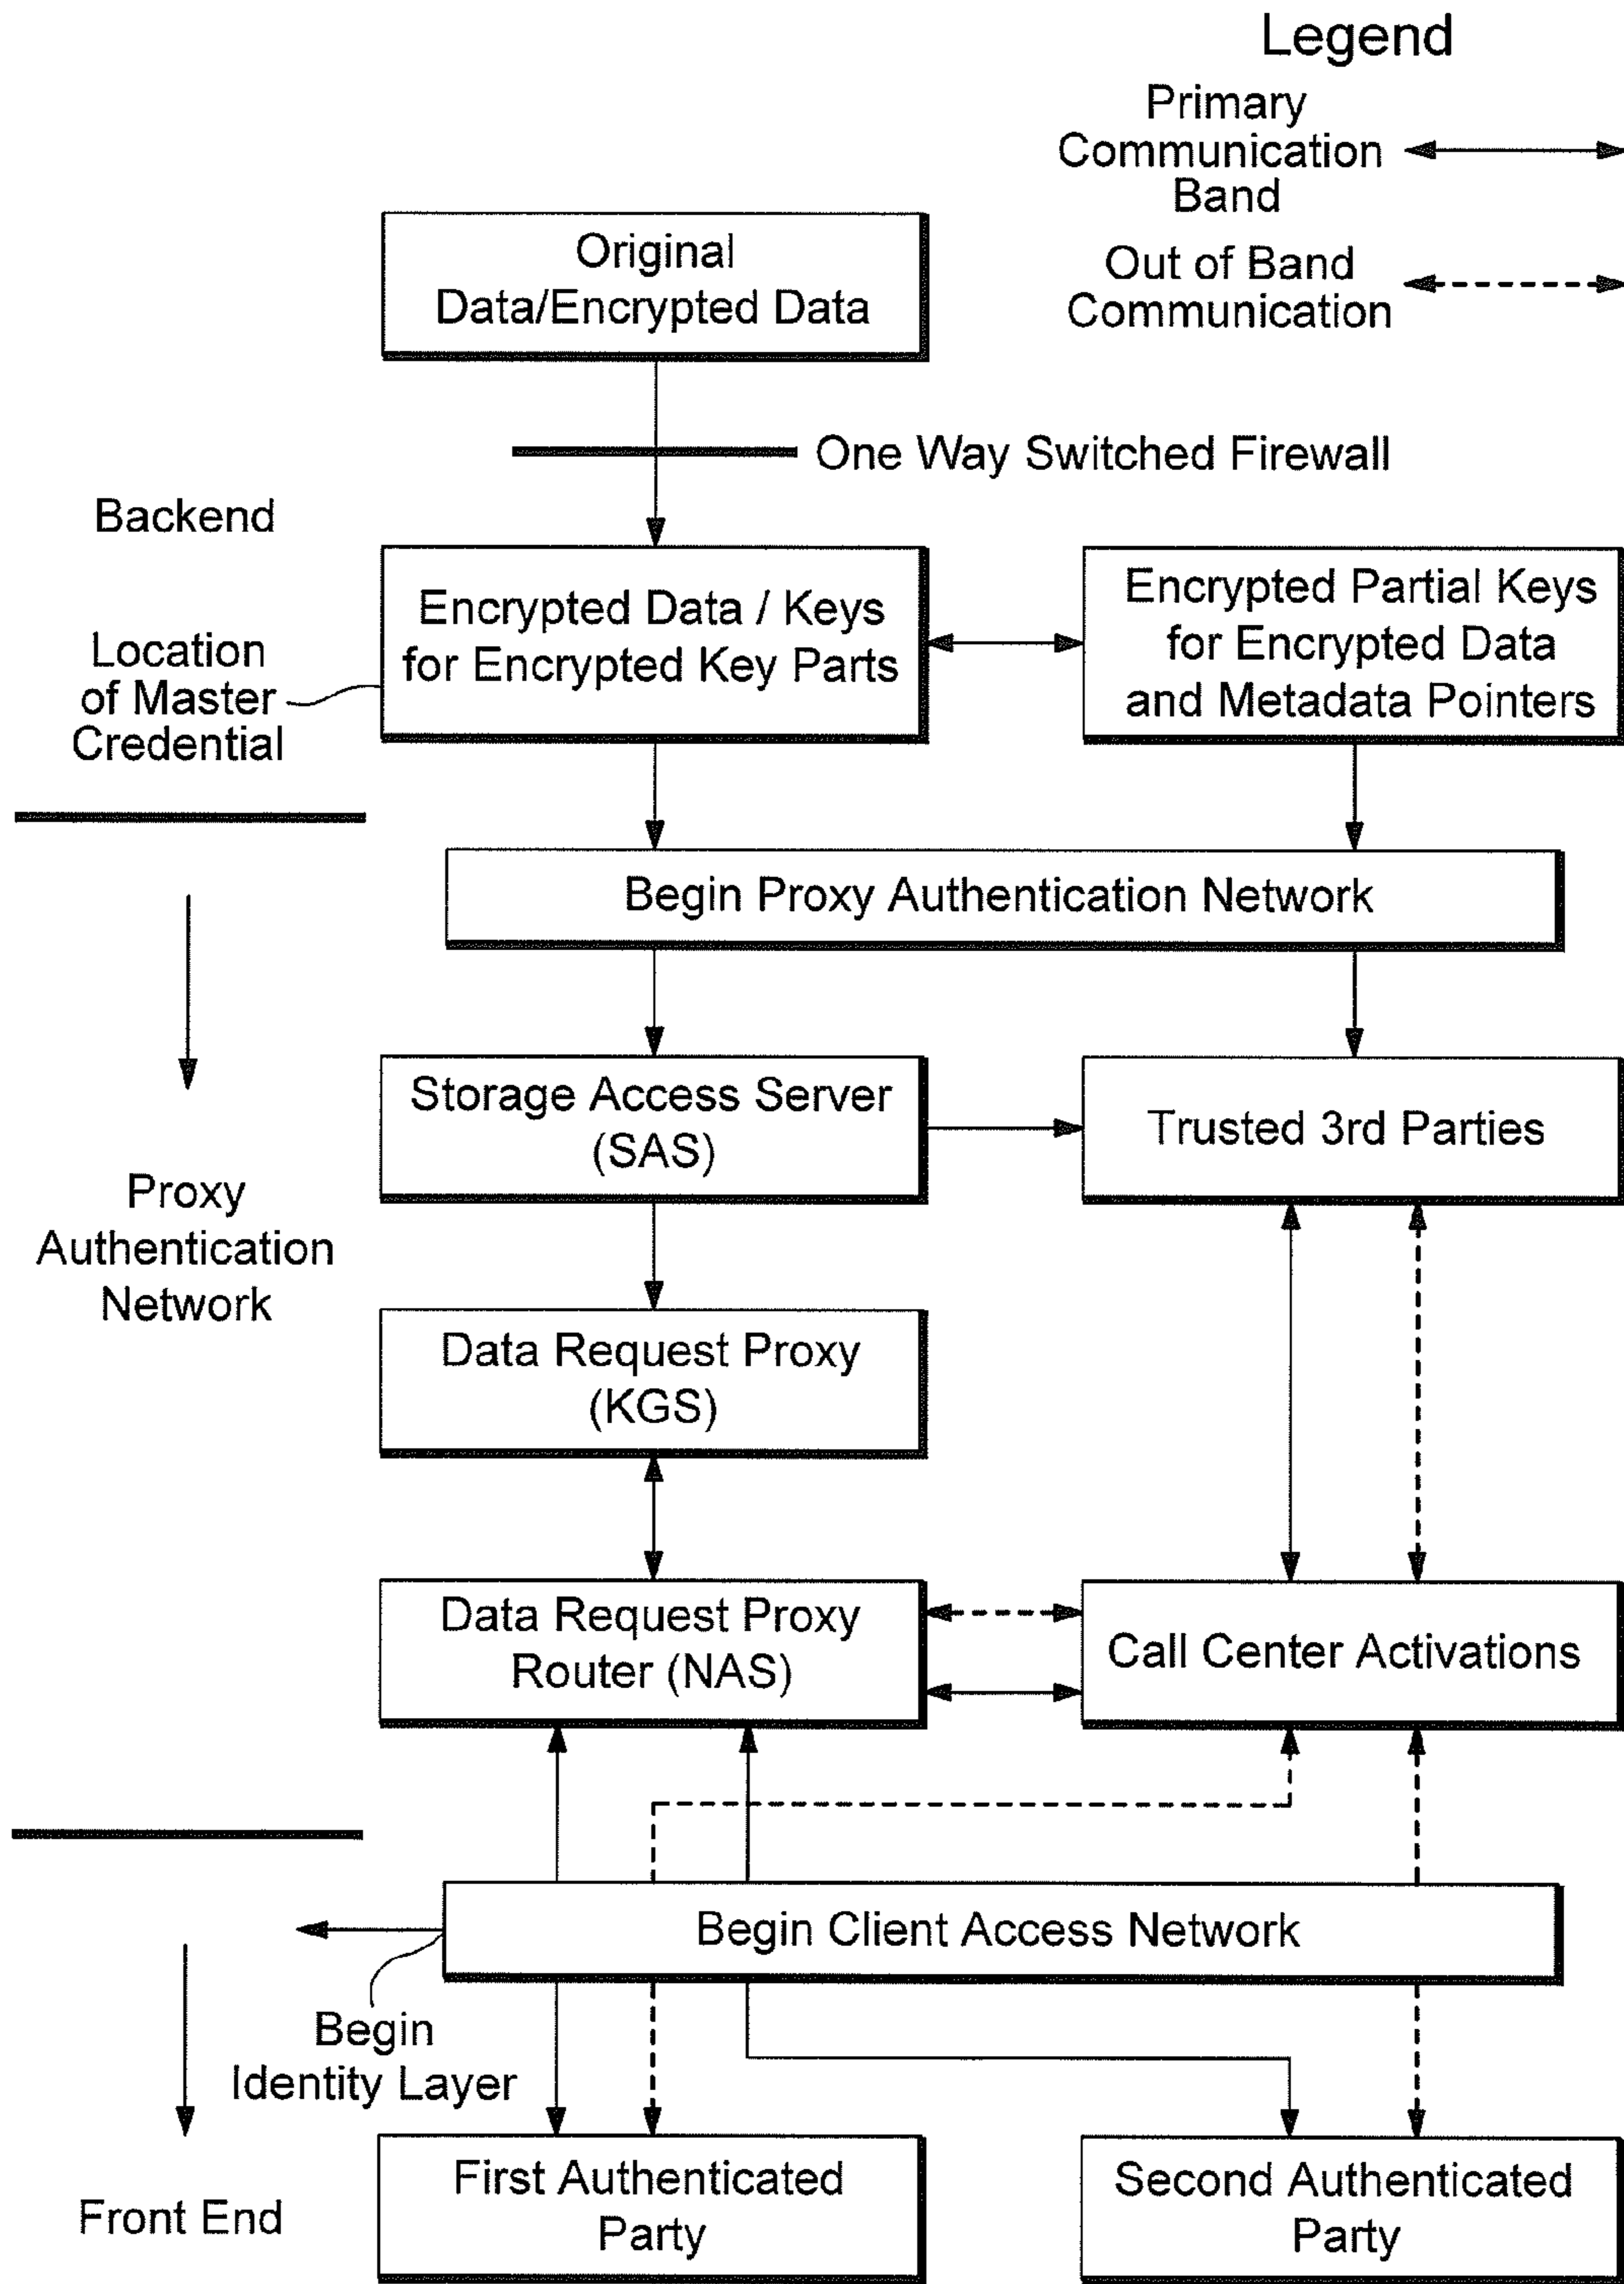 Legend
Primary
Communication
Band
Out of Band
Communication
Original
Data/Encrypted Data
One Way Switched Firewall
Backend
Location
of Master
Credential
Encrypted Data / Keys
for Encrypted Key Parts
Encrypted Partial Keys
for Encrypted Data
and Metadata Pointers
Begin Proxy Authentication Network
Storage Access Server
(SAS)
Trusted 3rd Parties
Proxy
Authentication
Network
Data Request Proxy
(KGS)
Data Request Proxy
Router (NAS)
Call Center Activations
Begin Client Access Network
Begin
Identity Layer
Front End
First Authenticated
Party
Second Authenticated
Party